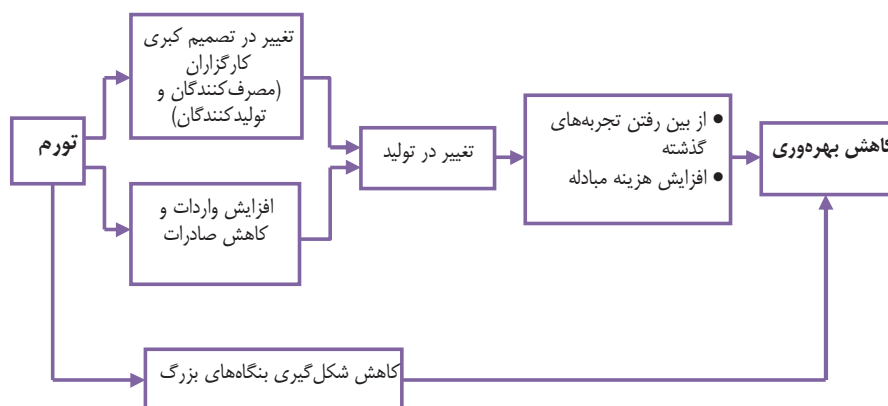 تورم
تغییر در تصمیم کبری
کارگزاران
(مصرف‌کنندگان و
تولیدکنندگان)
افزایش واردات و
کاهش صادرات
تغییر در تولید
• از بین رفتن تجربه‌های
گذشته
• افزایش هزینه مبادله
کاهش بهره‌وری
کاهش شکل‌گیری بنگاه‌های بزرگ